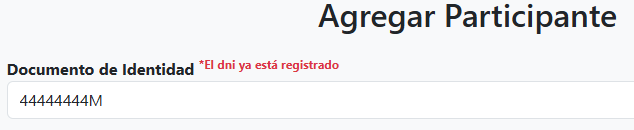 Agregar Participante
Documento de Identidad *El dni ya está registrado
44444444M